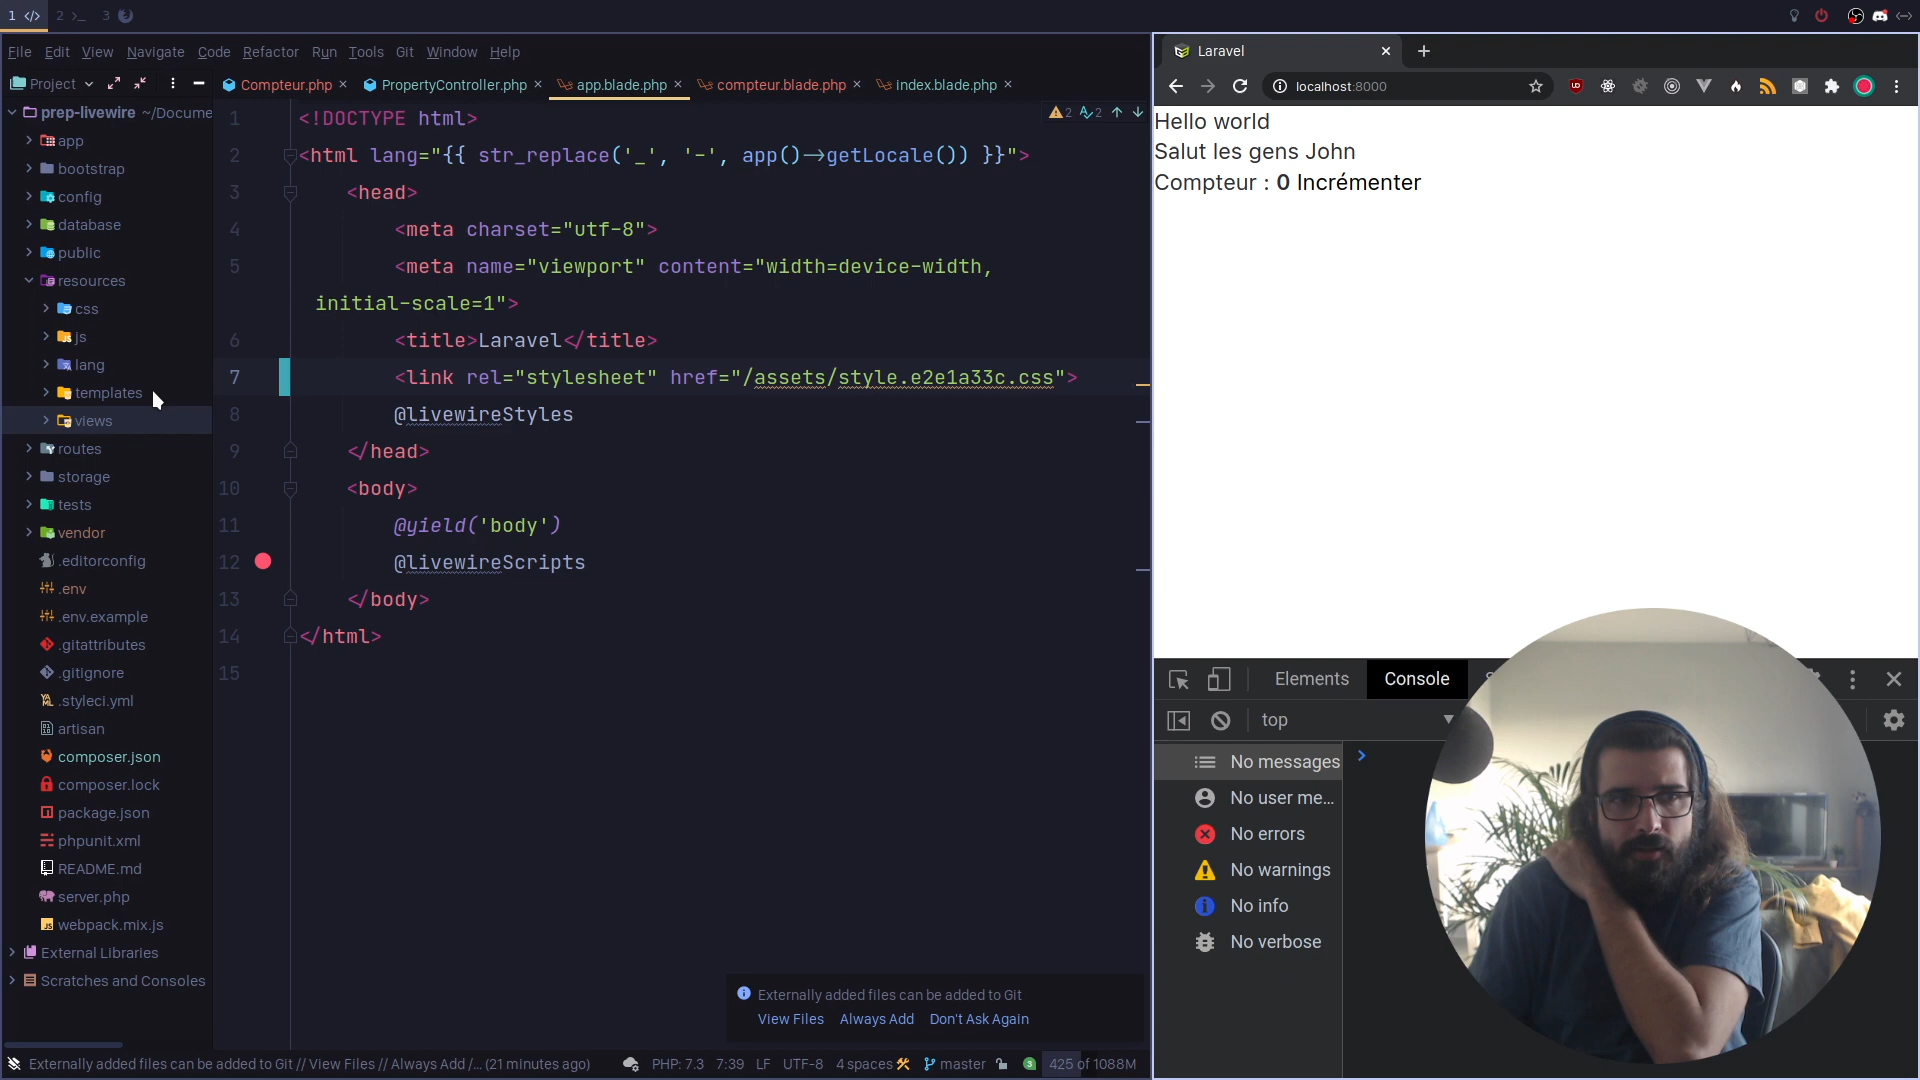 1 </> 2 >_ 3
File Edit View Navigate Code Refactor Run Tools Git Window Help
Project
Compteur.php × PropertyController.php × app.blade.php × compteur.blade.php × index.blade.php ×
prep-livewire ~/Docume
app
bootstrap
config
database
public
resources
css
js
lang
templates
views
routes
storage
tests
vendor
.editorconfig
.env
.env.example
.gitattributes
.gitignore
.styleci.yml
artisan
composer.json
composer.lock
package.json
phpunit.xml
README.md
server.php
webpack.mix.js
External Libraries
Scratches and Consoles
2 2
1 <!DOCTYPE html>
2 <html lang="{{ str_replace('_', '-', app()->getLocale()) }}">
3 <head>
4 <meta charset="utf-8">
5 <meta name="viewport" content="width=device-width,
initial-scale=1">
6 <title>Laravel</title>
7 <link rel="stylesheet" href="/assets/style.e2e1a33c.css">
8 @livewireStyles
9 </head>
10 <body>
11 @yield('body')
12 @livewireScripts
13 </body>
14 </html>
15
Externally added files can be added to Git
View Files Always Add Don't Ask Again
Externally added files can be added to Git // View Files // Always Add /... (21 minutes ago)
PHP: 7.3 7:39 LF UTF-8 4 spaces master 3 425 of 1088M
Laravel ×
localhost:8000
Hello world
Salut les gens John
Compteur : 0 Incrémenter
Elements Console
top
No messages
No user me...
No errors
No warnings
No info
No verbose